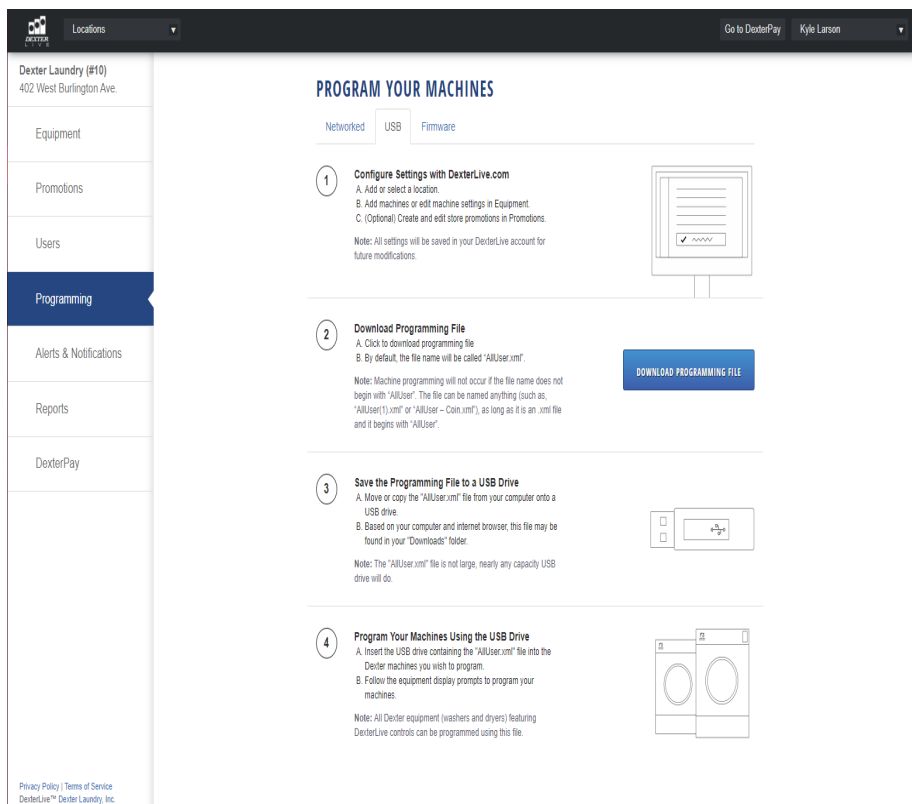 DEXTER
LIVE
Locations
Go to DexterPay
Kyle Larson
Dexter Laundry (#10)
402 West Burlington Ave.
Equipment
Promotions
Users
Programming
Alerts & Notifications
Reports
DexterPay
Privacy Policy | Terms of Service
DexterLive™ Dexter Laundry, Inc.
PROGRAM YOUR MACHINES
Networked USB Firmware
1
Configure Settings with DexterLive.com
A. Add or select a location.
B. Add machines or edit machine settings in Equipment.
C. (Optional) Create and edit store promotions in Promotions.
Note: All settings will be saved in your DexterLive account for
future modifications.
2
Download Programming File
A. Click to download programming file
B. By default, the file name will be called “AllUser.xml”.
Note: Machine programming will not occur if the file name does not
begin with “AllUser”. The file can be named anything (such as,
“AllUser(1).xml” or “AllUser – Coin.xml”), as long as it is an .xml file
and it begins with “AllUser”.
DOWNLOAD PROGRAMMING FILE
3
Save the Programming File to a USB Drive
A. Move or copy the "AllUser.xml" file from your computer onto a
USB drive.
B. Based on your computer and internet browser, this file may be
found in your "Downloads" folder.
Note: The "AllUser.xml" file is not large, nearly any capacity USB
drive will do.
4
Program Your Machines Using the USB Drive
A. Insert the USB drive containing the "AllUser.xml" file into the
Dexter machines you wish to program.
B. Follow the equipment display prompts to program your
machines.
Note: All Dexter equipment (washers and dryers) featuring
DexterLive controls can be programmed using this file.